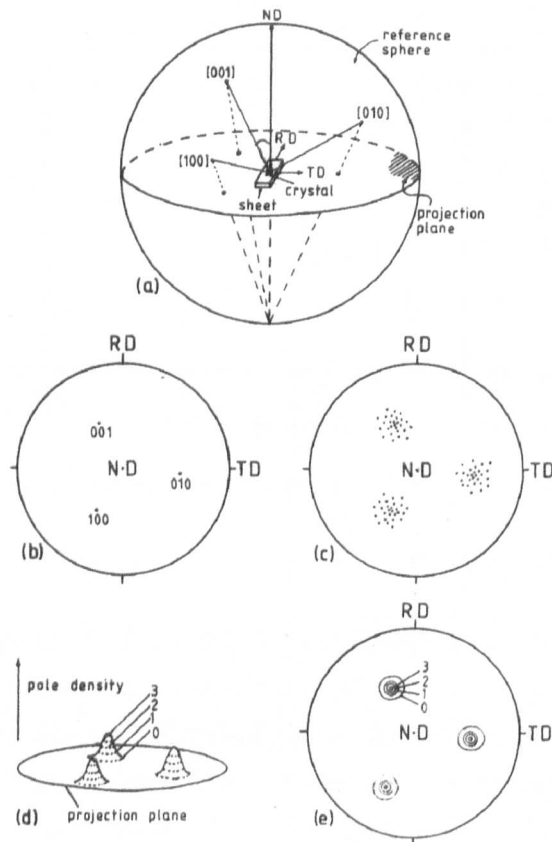 ND
reference
sphere
[001]
[010]
RD
[100]
TD
crystal
sheet
projection
plane
(a)
RD
001
N·D
TD
010
100
(b)
RD
N·D
TD
(c)
pole density
3
2
1
0
projection plane
(d)
RD
3
2
1
0
N·D
TD
(e)